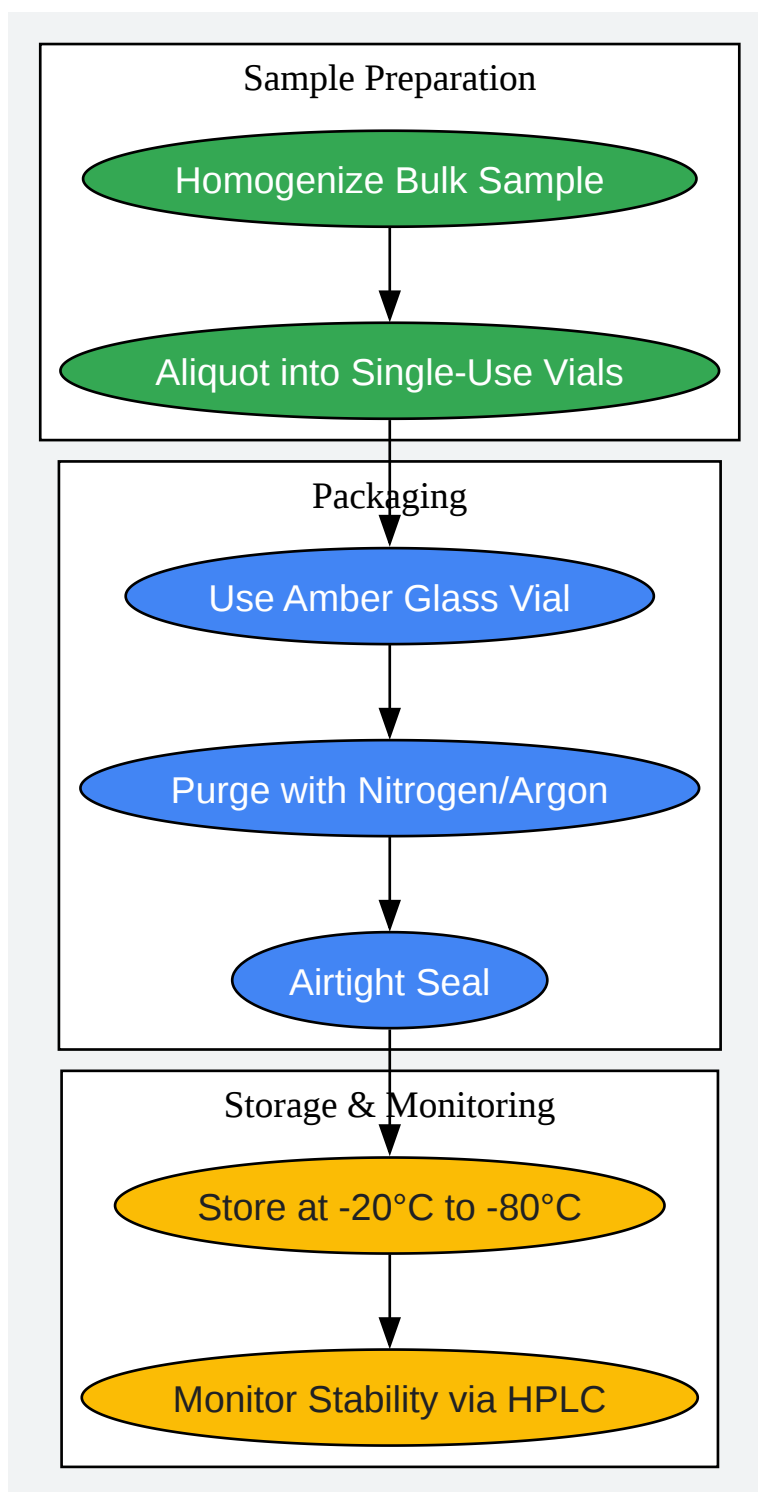 Sample Preparation
Homogenize Bulk Sample
Aliquot into Single-Use Vials
Packaging
Use Amber Glass Vial
Purge with Nitrogen/Argon
Airtight Seal
Storage & Monitoring
Store at -20°C to -80°C
Monitor Stability via HPLC